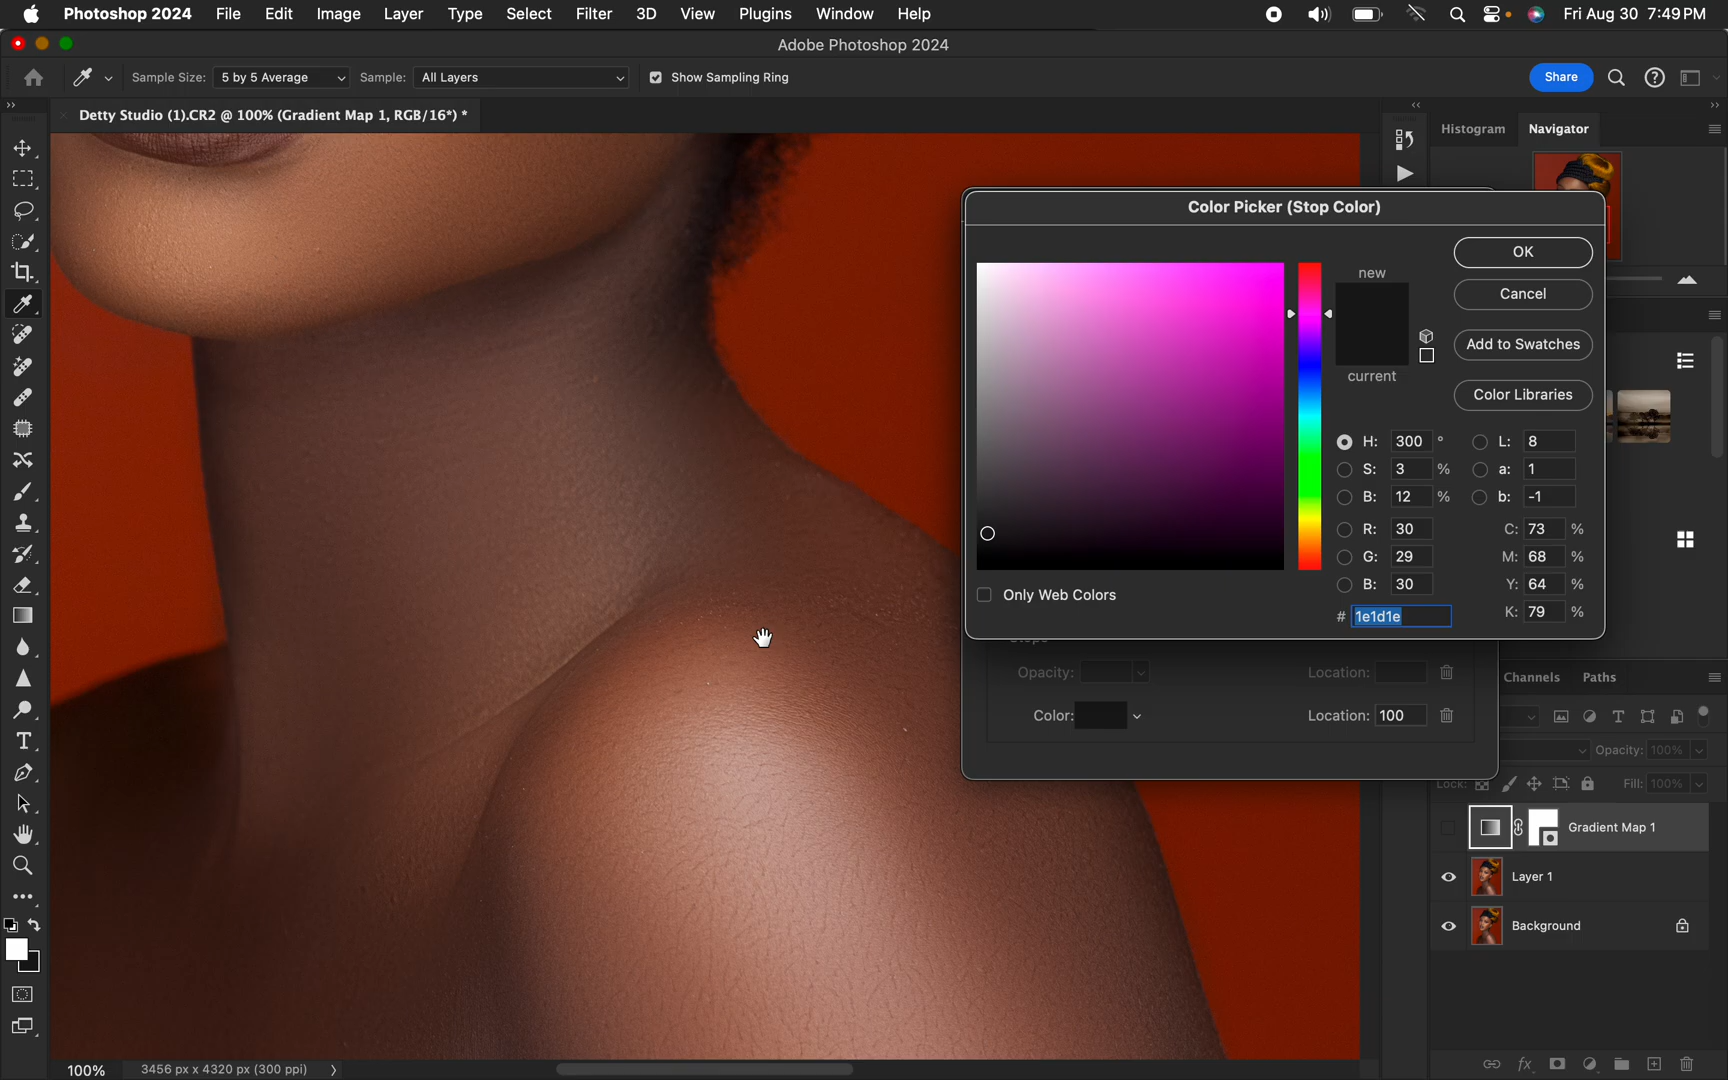 Photoshop 2024 File Edit Image Layer Type Select Filter 3D View Plugins Window Help Fri Aug 30 7:49 PM
Adobe Photoshop 2024
Sample Size: 5 by 5 Average Sample: All Layers Show Sampling Ring Share
Detty Studio (1).CR2 @ 100% (Gradient Map 1, RGB/16*) *
Histogram Navigator
Color Picker (Stop Color)
OK
new
Cancel
Add to Swatches
current
Color Libraries
H: 300 ° L: 8
S: 3 % a: 1
B: 12 % b: -1
R: 30 C: 73 %
G: 29 M: 68 %
B: 30 Y: 64 %
Only Web Colors
# 1e1d1e K: 79 %
Opacity: Location:
Channels Paths
Color: Location: 100
Opacity: 100%
Lock: Fill: 100%
Gradient Map 1
Layer 1
Background
100% 3456 px x 4320 px (300 ppi)